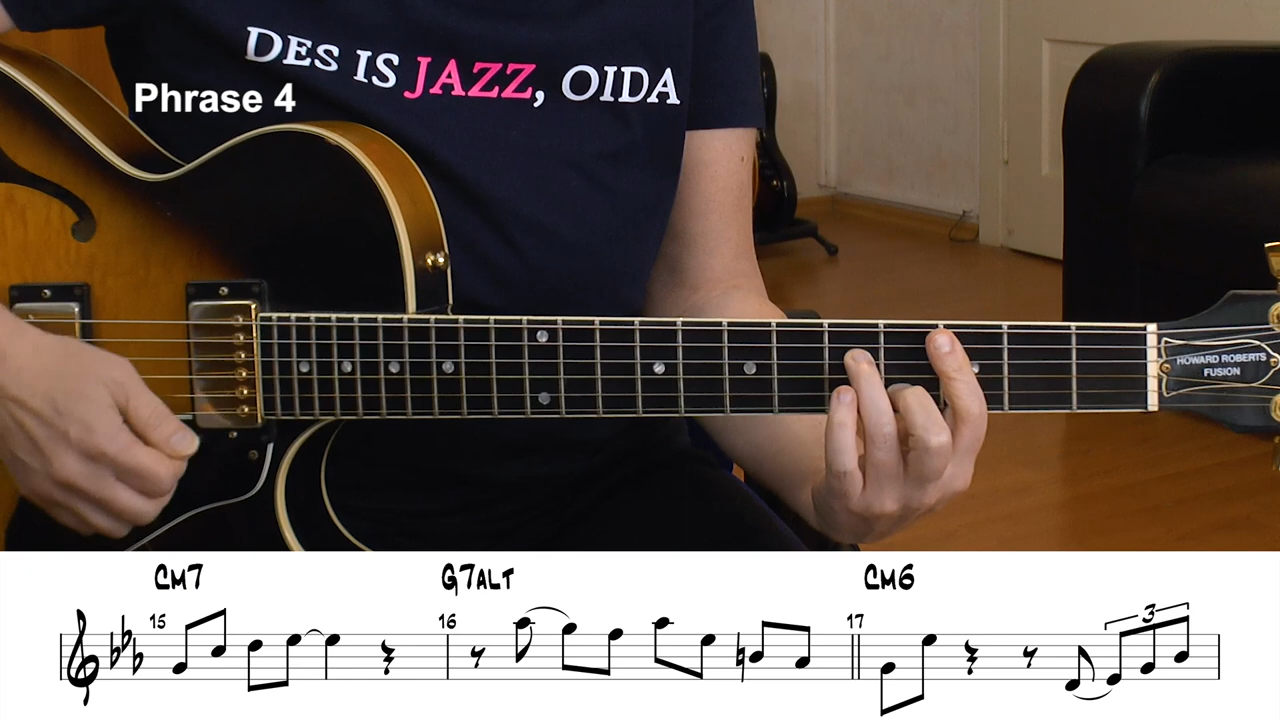 DES IS JAZZ, OIDA
Phrase 4
HOWARD ROBERTS
FUSION
CM7 G7ALT CM6
15 16 17 3